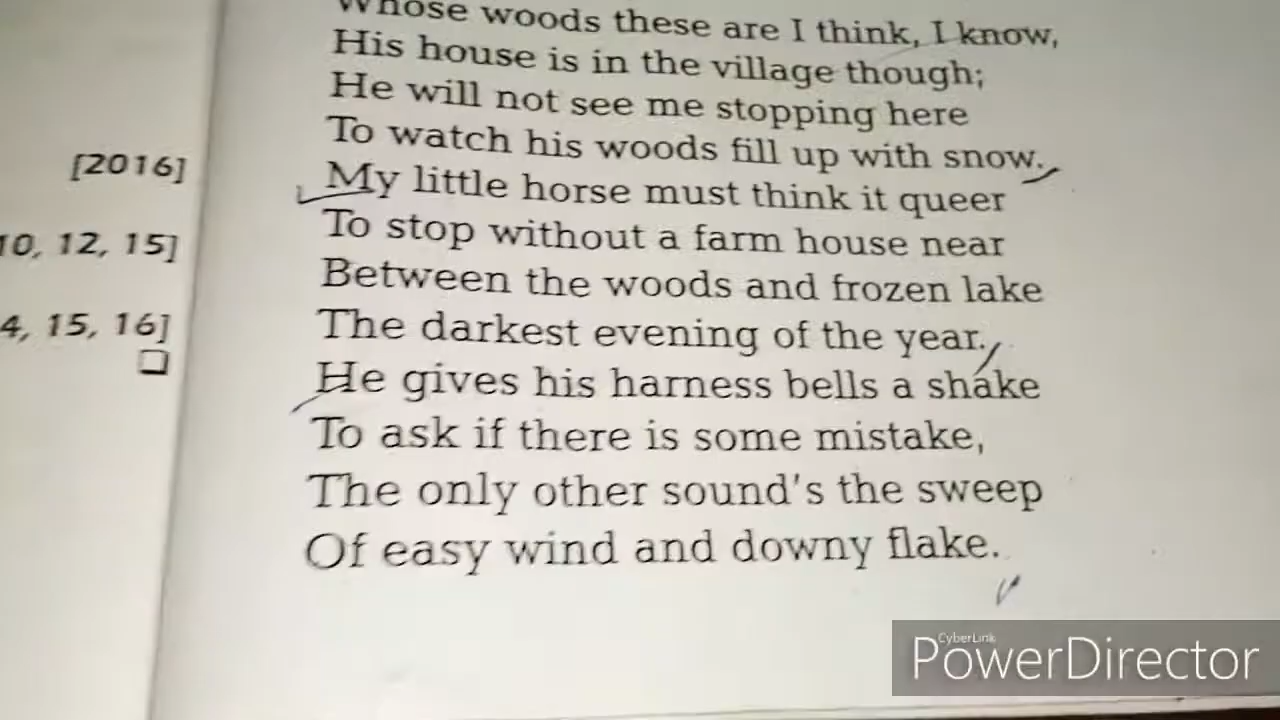 [2016]
10, 12, 15]
4, 15, 16]
Whose woods these are I think, I know,
His house is in the village though;
He will not see me stopping here
To watch his woods fill up with snow.
My little horse must think it queer
To stop without a farm house near
Between the woods and frozen lake
The darkest evening of the year.
He gives his harness bells a shake
To ask if there is some mistake,
The only other sound's the sweep
Of easy wind and downy flake.
CyberLink
PowerDirector